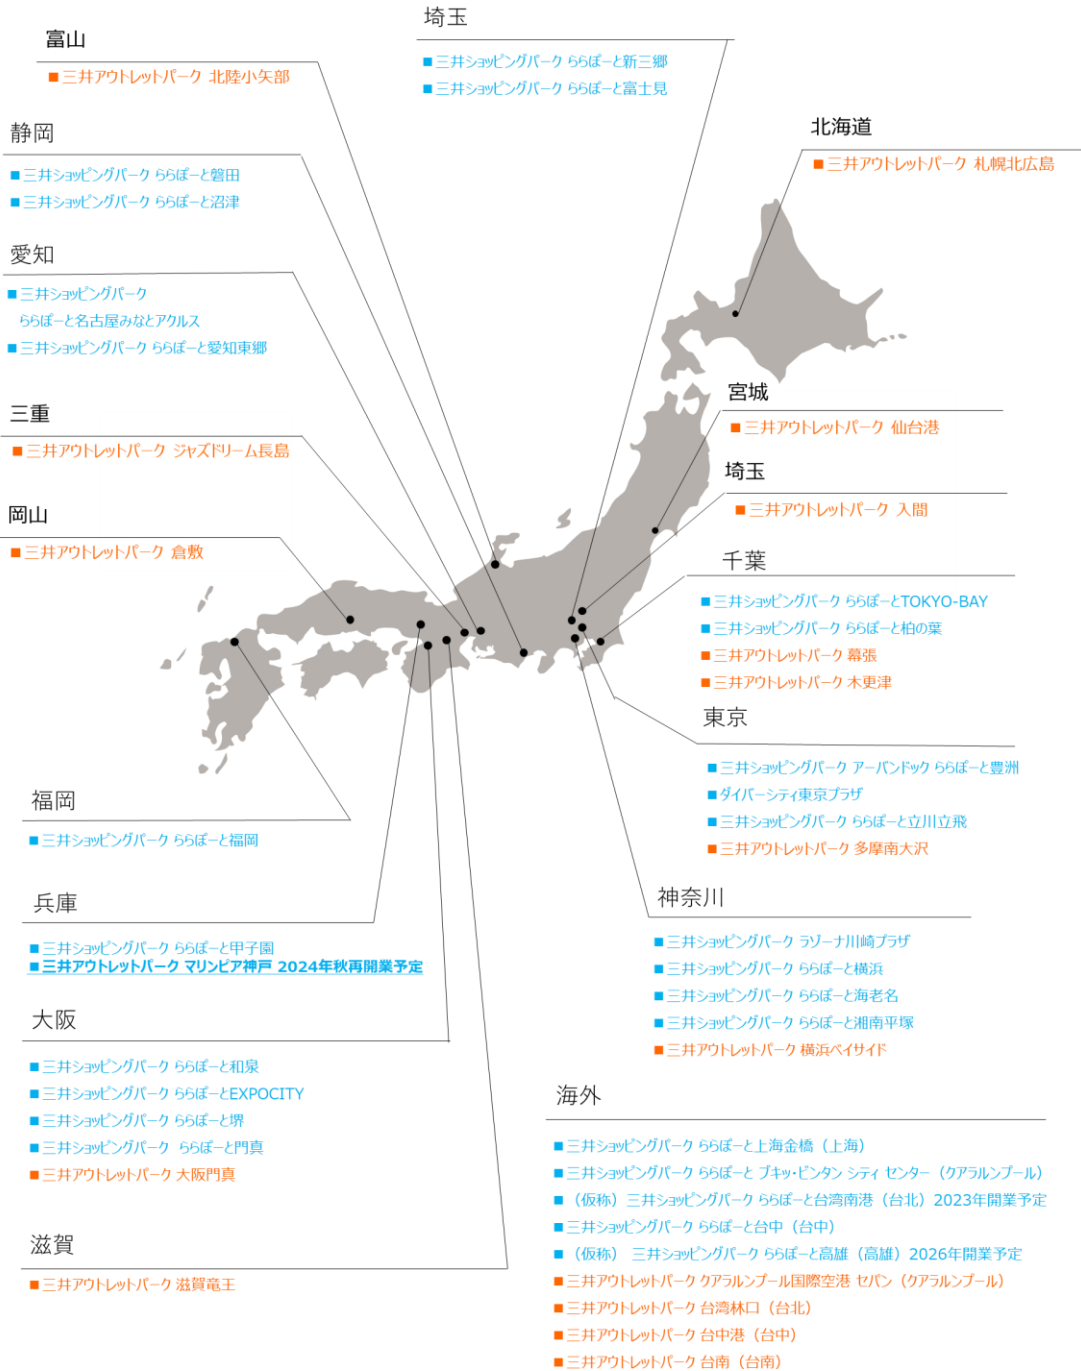 富山
■三井アウトレットパーク 北陸小矢部
埼玉
■三井ショッピングパーク ららぽーと新三郷
■三井ショッピングパーク ららぽーと富士見
静岡
■三井ショッピングパーク ららぽーと磐田
■三井ショッピングパーク ららぽーと沼津
北海道
■三井アウトレットパーク 札幌北広島
愛知
■三井ショッピングパーク
ららぽーと名古屋みなとアクルス
■三井ショッピングパーク ららぽーと愛知東郷
三重
■三井アウトレットパーク ジャズドリーム長島
宮城
■三井アウトレットパーク 仙台港
埼玉
■三井アウトレットパーク 入間
岡山
■三井アウトレットパーク 倉敷
千葉
■三井ショッピングパーク ららぽーとTOKYO-BAY
■三井ショッピングパーク ららぽーと柏の葉
■三井アウトレットパーク 幕張
■三井アウトレットパーク 木更津
東京
■三井ショッピングパーク アーバンドック ららぽーと豊洲
■ダイバーシティ東京プラザ
■三井ショッピングパーク ららぽーと立川立飛
■三井アウトレットパーク 多摩南大沢
福岡
■三井ショッピングパーク ららぽーと福岡
兵庫
■三井ショッピングパーク ららぽーと甲子園
■三井アウトレットパーク マリンピア神戸 2024年秋再開業予定
神奈川
■三井ショッピングパーク ラゾーナ川崎プラザ
■三井ショッピングパーク ららぽーと横浜
■三井ショッピングパーク ららぽーと海老名
■三井ショッピングパーク ららぽーと湘南平塚
■三井アウトレットパーク 横浜ベイサイド
大阪
■三井ショッピングパーク ららぽーと和泉
■三井ショッピングパーク ららぽーとEXPOCITY
■三井ショッピングパーク ららぽーと堺
■三井ショッピングパーク ららぽーと門真
■三井アウトレットパーク 大阪門真
滋賀
■三井アウトレットパーク 滋賀竜王
海外
■三井ショッピングパーク ららぽーと上海金橋（上海）
■三井ショッピングパーク ららぽーと ブキッ・ビンタン シティ センター（クアラルンプール）
■（仮称）三井ショッピングパーク ららぽーと台湾南港（台北）2023年開業予定
■三井ショッピングパーク ららぽーと台中（台中）
■（仮称） 三井ショッピングパーク ららぽーと高雄（高雄）2026年開業予定
■三井アウトレットパーク クアラルンプール国際空港 セパン（クアラルンプール）
■三井アウトレットパーク 台湾林口（台北）
■三井アウトレットパーク 台中港（台中）
■三井アウトレットパーク 台南（台南）